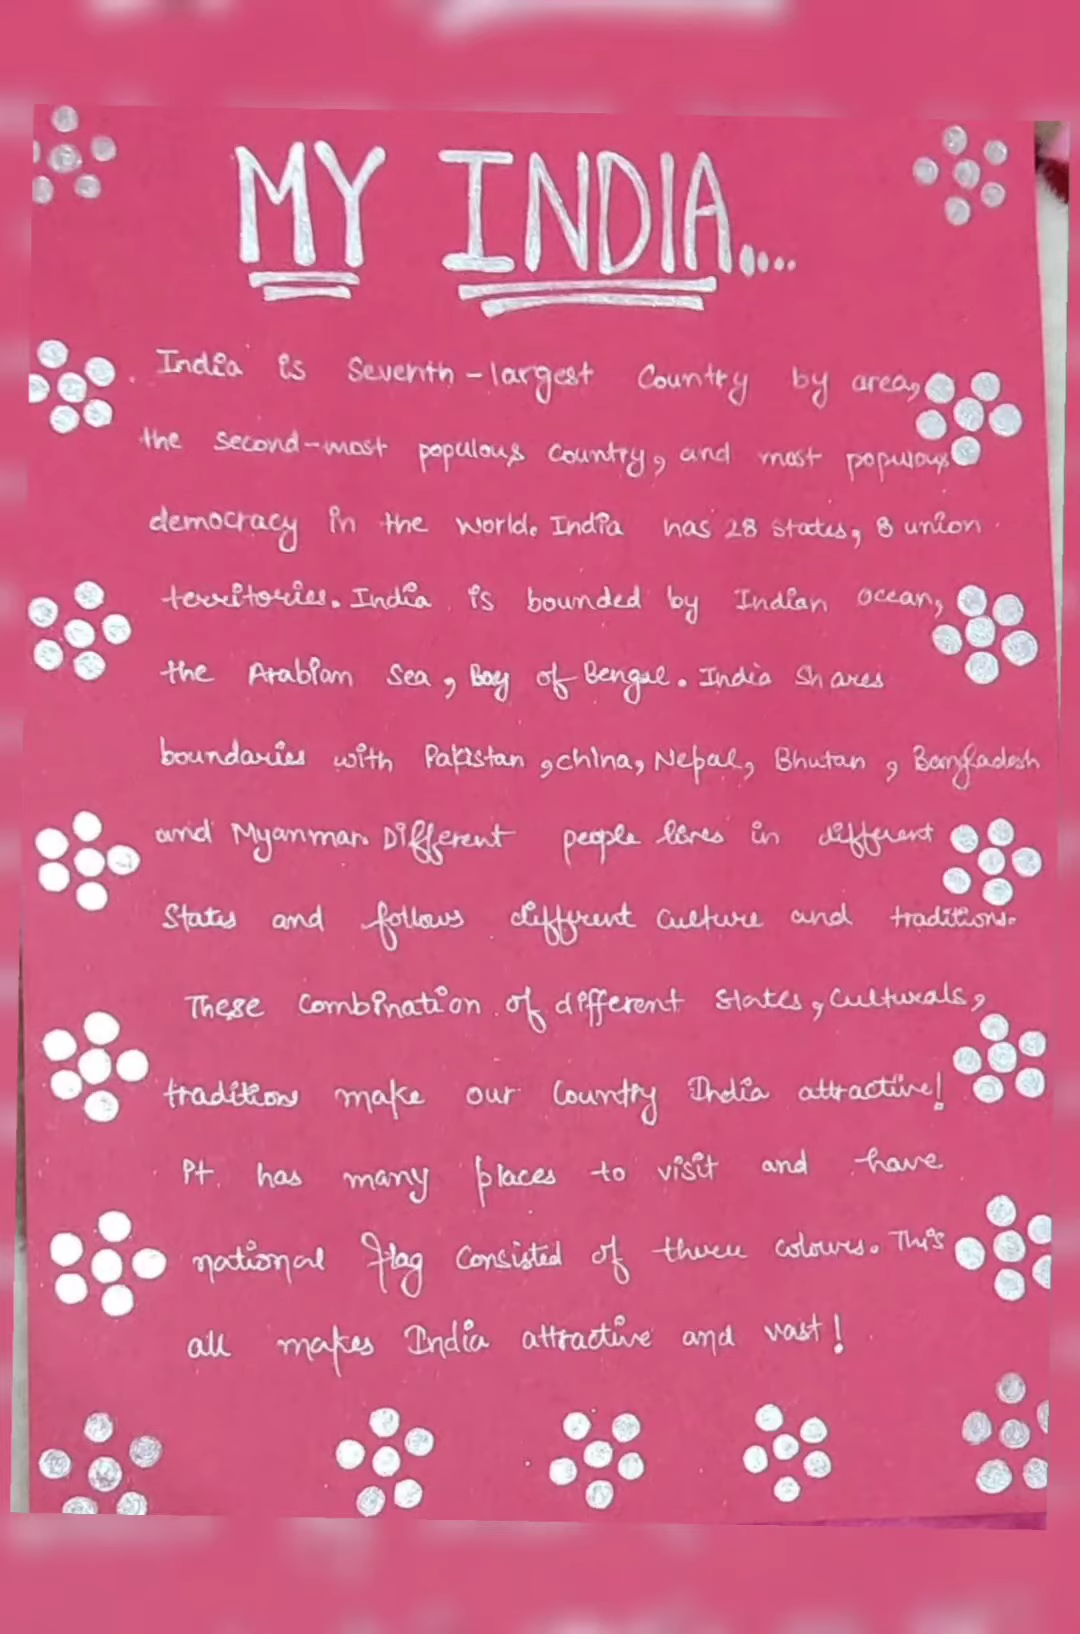 MY INDIA....
India is Seventh-largest Country by area,
the second-most populous country, and most populous
democracy in the world. India has 28 states, 8 union
territories. India is bounded by Indian ocean,
the Arabian Sea, Bay of Bengal. India Shares
boundaries with Pakistan, china, Nepal, Bhutan, Bangladesh
and Myanmar. Different people lives in different
States and follows different Culture and traditions.
These Combination of different States, Culturals,
traditions make our Country India attractive!
It has many places to visit and have
national flag Consisted of three colours. This
all makes India attractive and vast!